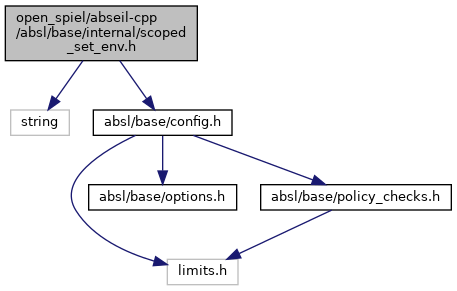 open_spiel/abseil-cpp
/absl/base/internal/scoped
_set_env.h
string
absl/base/config.h
absl/base/options.h
absl/base/policy_checks.h
limits.h